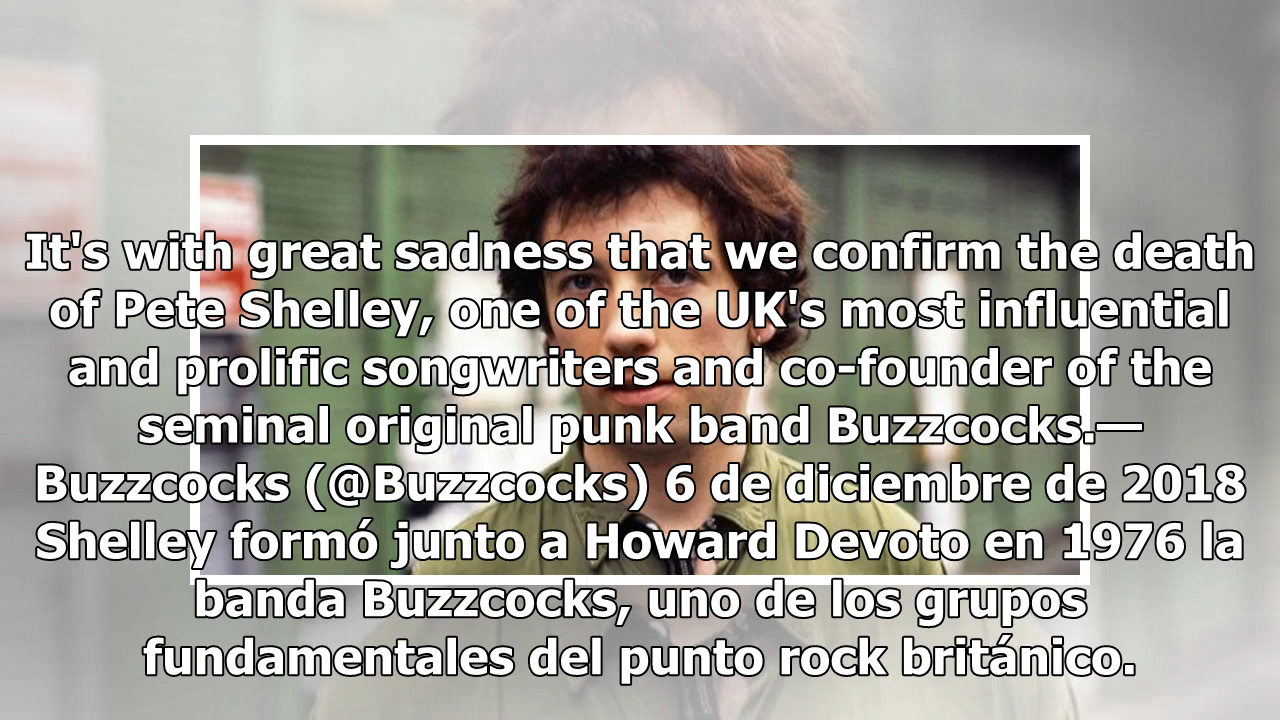 It's with great sadness that we confirm the death
of Pete Shelley, one of the UK's most influential
and prolific songwriters and co-founder of the
seminal original punk band Buzzcocks.—
Buzzcocks (@Buzzcocks) 6 de diciembre de 2018
Shelley formó junto a Howard Devoto en 1976 la
banda Buzzcocks, uno de los grupos
fundamentales del punto rock británico.